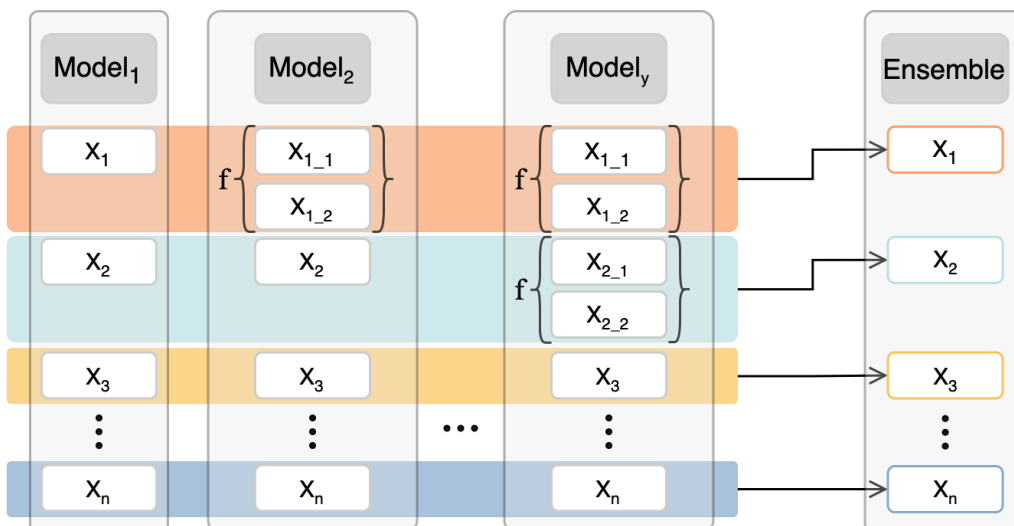 Model₁ Model₂ Model_y Ensemble
X₁ f { X₁_₁ } f { X₁_₁ } X₁
X₁_₂ X₁_₂
X₂ X₂ f { X₂_₁ } X₂
X₂_₂
X₃ X₃ X₃ X₃
⋮ ⋮ ... ⋮ ⋮
Xₙ Xₙ Xₙ Xₙ